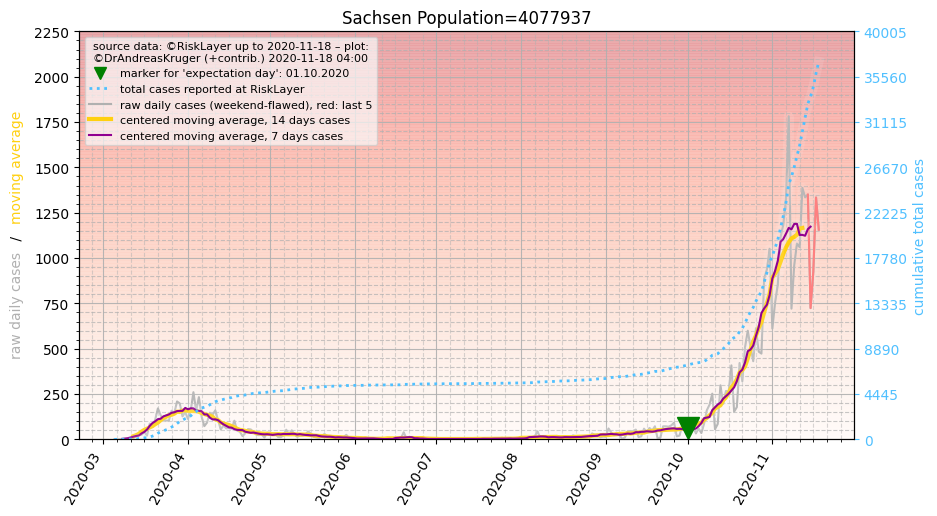 Sachsen Population=4077937
source data: ©RiskLayer up to 2020-11-18 – plot:
©DrAndreasKruger (+contrib.) 2020-11-18 04:00
marker for 'expectation day': 01.10.2020
total cases reported at RiskLayer
raw daily cases (weekend-flawed), red: last 5
centered moving average, 14 days cases
centered moving average, 7 days cases
raw daily cases / moving average
2250
2000
1750
1500
1250
1000
750
500
250
0
40005
35560
31115
26670
22225
17780
13335
8890
4445
0
cumulative total cases
2020-03
2020-04
2020-05
2020-06
2020-07
2020-08
2020-09
2020-10
2020-11